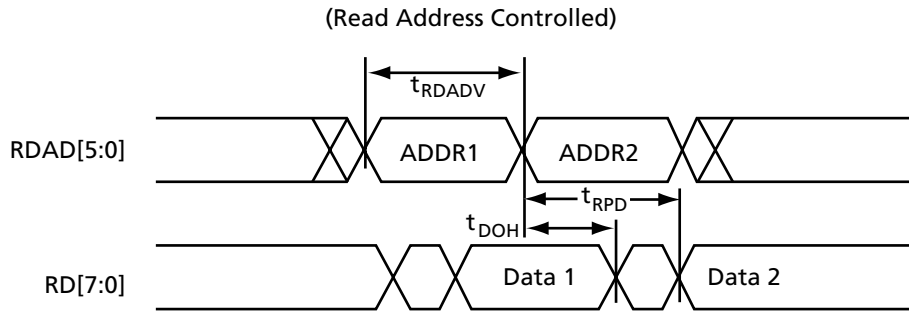 (Read Address Controlled)
tRDADV
RDAD[5:0]
ADDR1
ADDR2
tRPD
tDOH
RD[7:0]
Data 1
Data 2